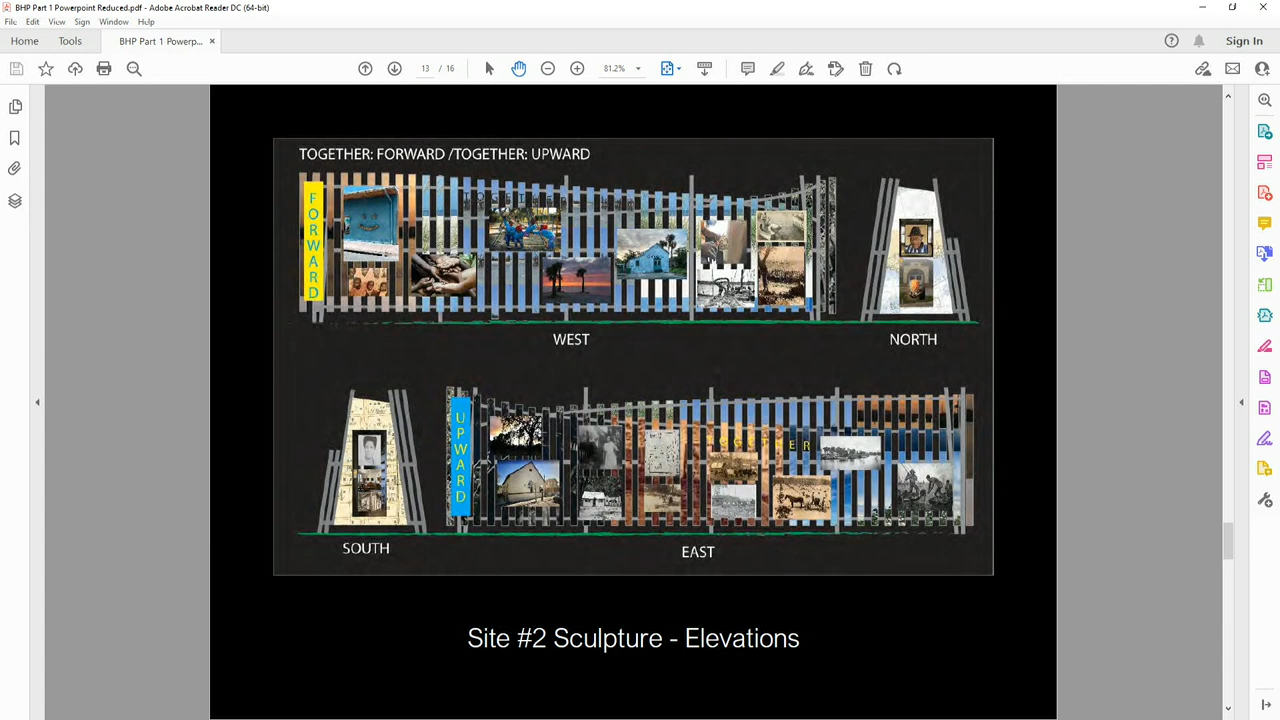 BHP Part 1 Powerpoint Reduced.pdf - Adobe Acrobat Reader DC (64-bit)
File Edit View Sign Window Help
Home Tools BHP Part 1 Powerp... × Sign In
13 / 16 81.2%
TOGETHER: FORWARD /TOGETHER: UPWARD
FORWARD
TOGETHER
WEST
NORTH
UPWARD
TOGETHER
SOUTH
EAST
Site #2 Sculpture - Elevations